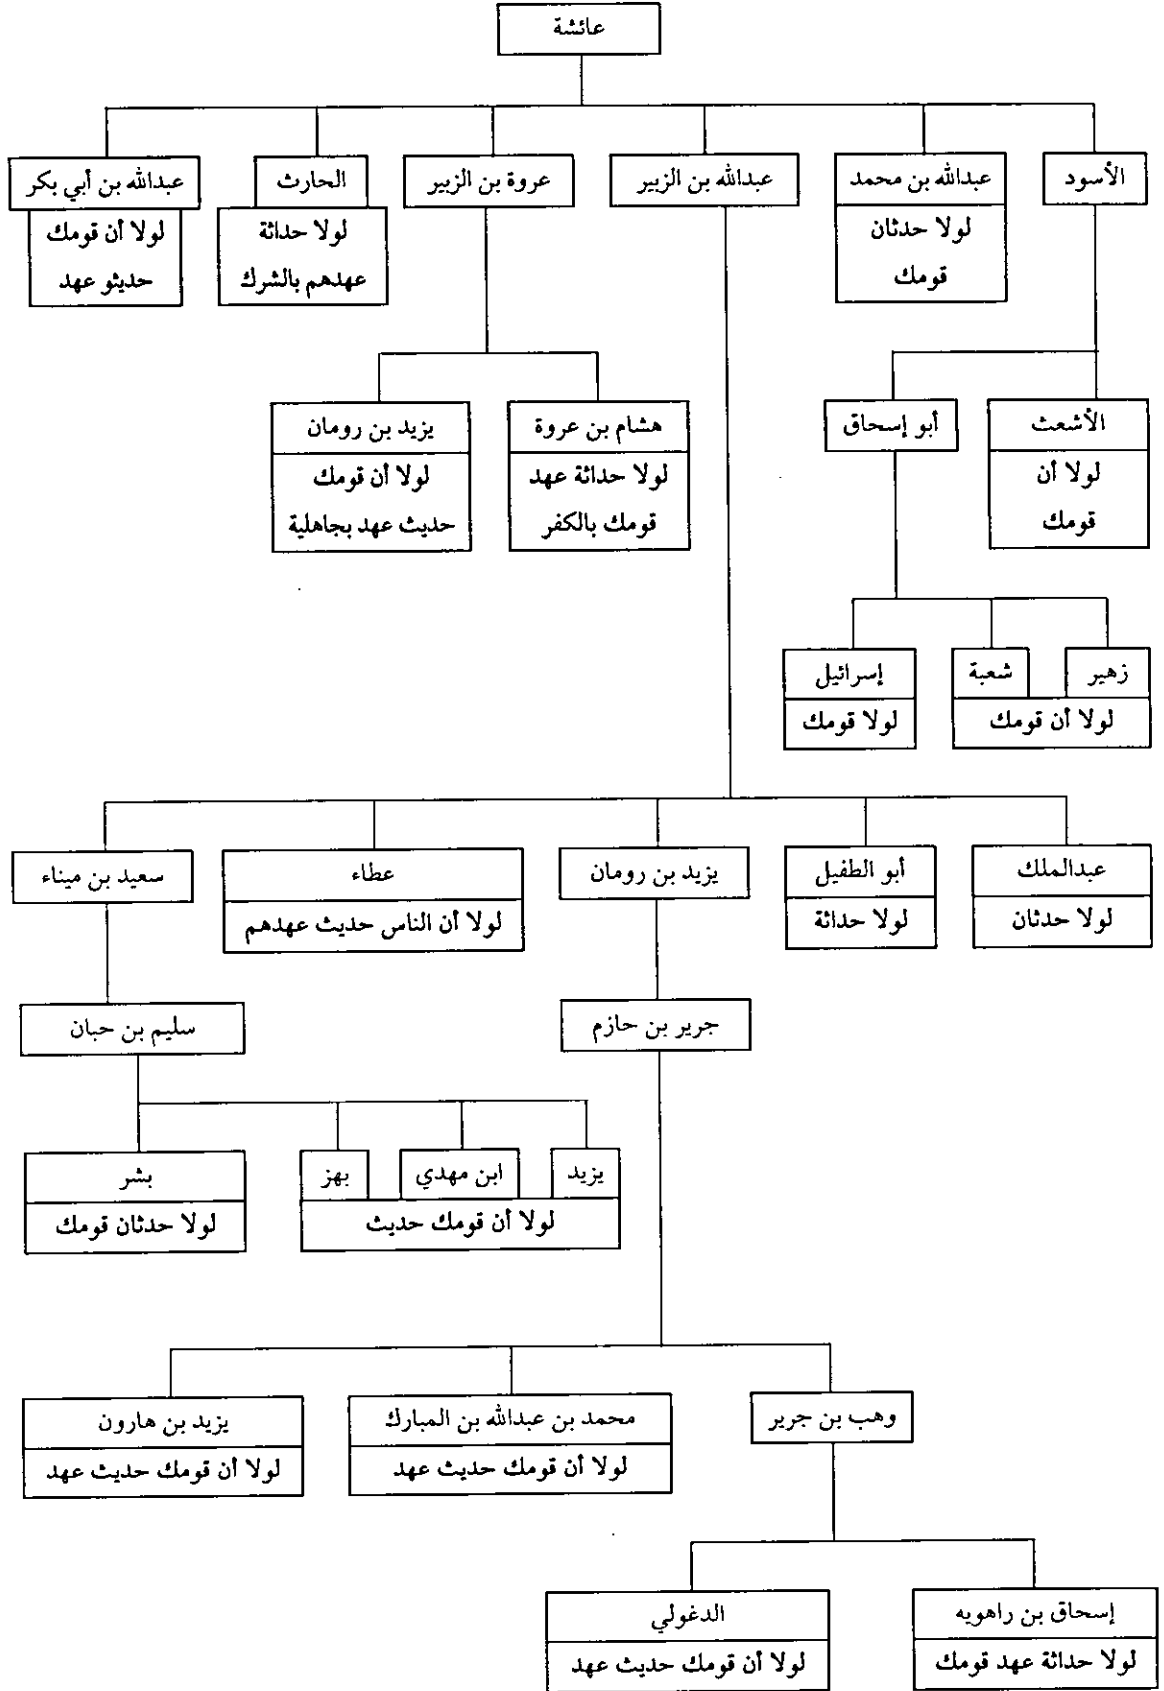 عائشة
الأسود
عبدالله بن محمد
لولا حدثان
قومك
عبدالله بن الزبير
عروة بن الزبير
الحارث
لولا حداثة
عهدهم بالشرك
عبدالله بن أبي بكر
لولا أن قومك
حديثو عهد
الأشعث
لولا أن
قومك
أبو إسحاق
هشام بن عروة
لولا حداثة عهد
قومك بالكفر
يزيد بن رومان
لولا أن قومك
حديث عهد بجاهلية
زهير
شعبة
لولا أن قومك
إسرائيل
لولا قومك
عبدالملك
لولا حدثان
أبو الطفيل
لولا حداثة
يزيد بن رومان
عطاء
لولا أن الناس حديث عهدهم
سعيد بن ميناء
جرير بن حازم
سليم بن حبان
يزيد
ابن مهدي
بهز
لولا أن قومك حديث
بشر
لولا حدثان قومك
وهب بن جرير
محمد بن عبدالله بن المبارك
لولا أن قومك حديث عهد
يزيد بن هارون
لولا أن قومك حديث عهد
إسحاق بن راهويه
لولا حداثة عهد قومك
الدغولي
لولا أن قومك حديث عهد